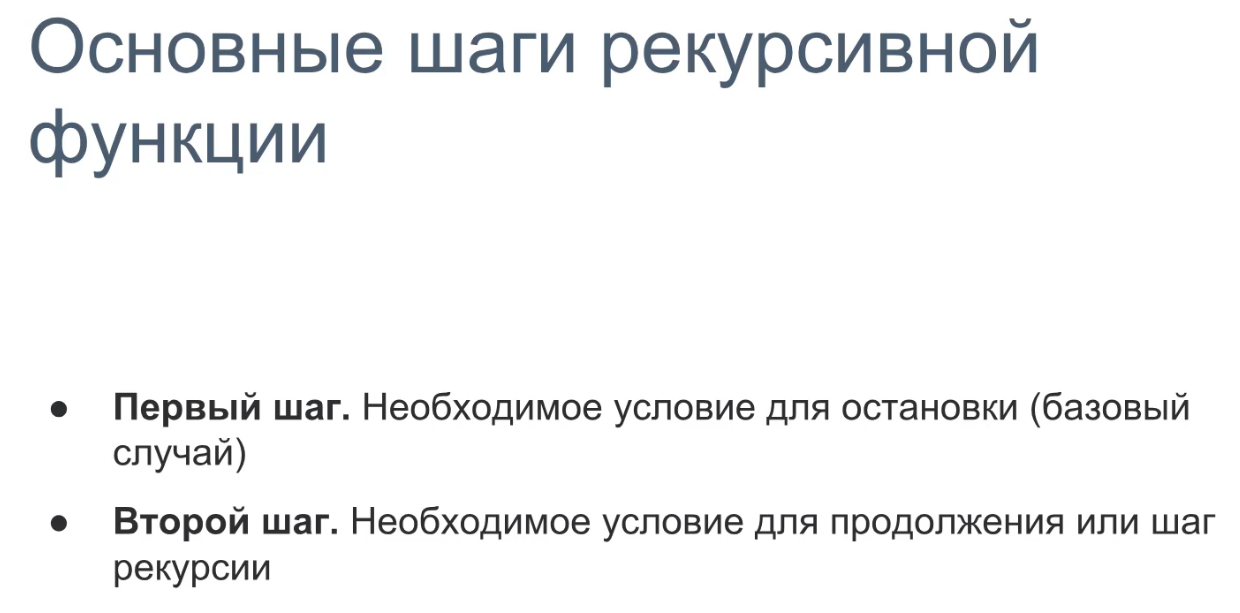 Основные шаги рекурсивной
функции
● Первый шаг. Необходимое условие для остановки (базовый
случай)
● Второй шаг. Необходимое условие для продолжения или шаг
рекурсии